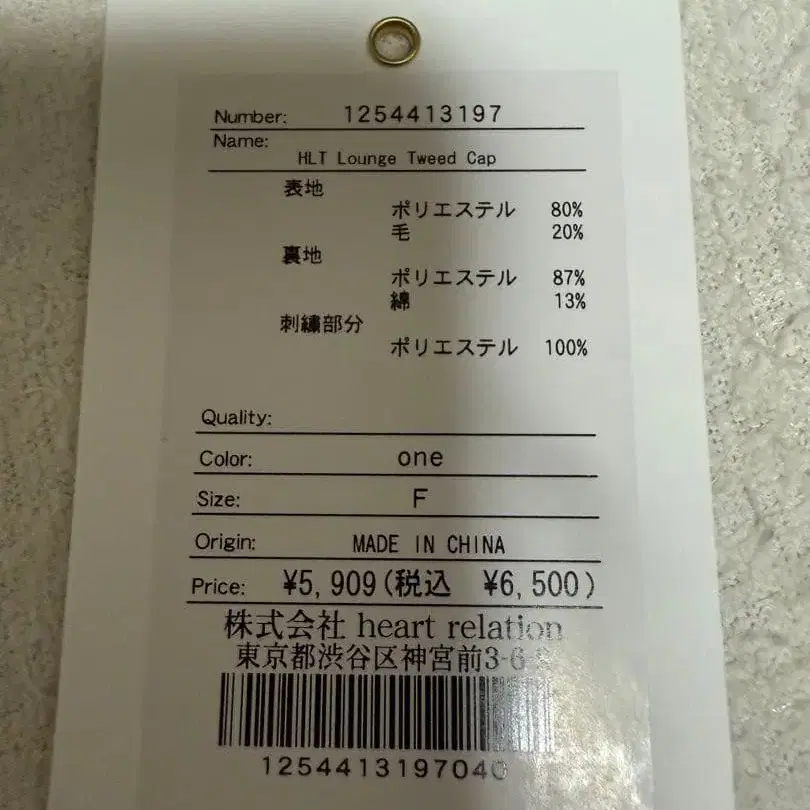 Number: 1254413197
Name:
HLT Lounge Tweed Cap
表地
ポリエステル 80%
毛 20%
裏地
ポリエステル 87%
綿 13%
刺繍部分
ポリエステル 100%
Quality:
Color: one
Size: F
Origin: MADE IN CHINA
Price: ¥5,909(税込 ¥6,500)
株式会社 heart relation
東京都渋谷区神宮前3-6-
1254413197040